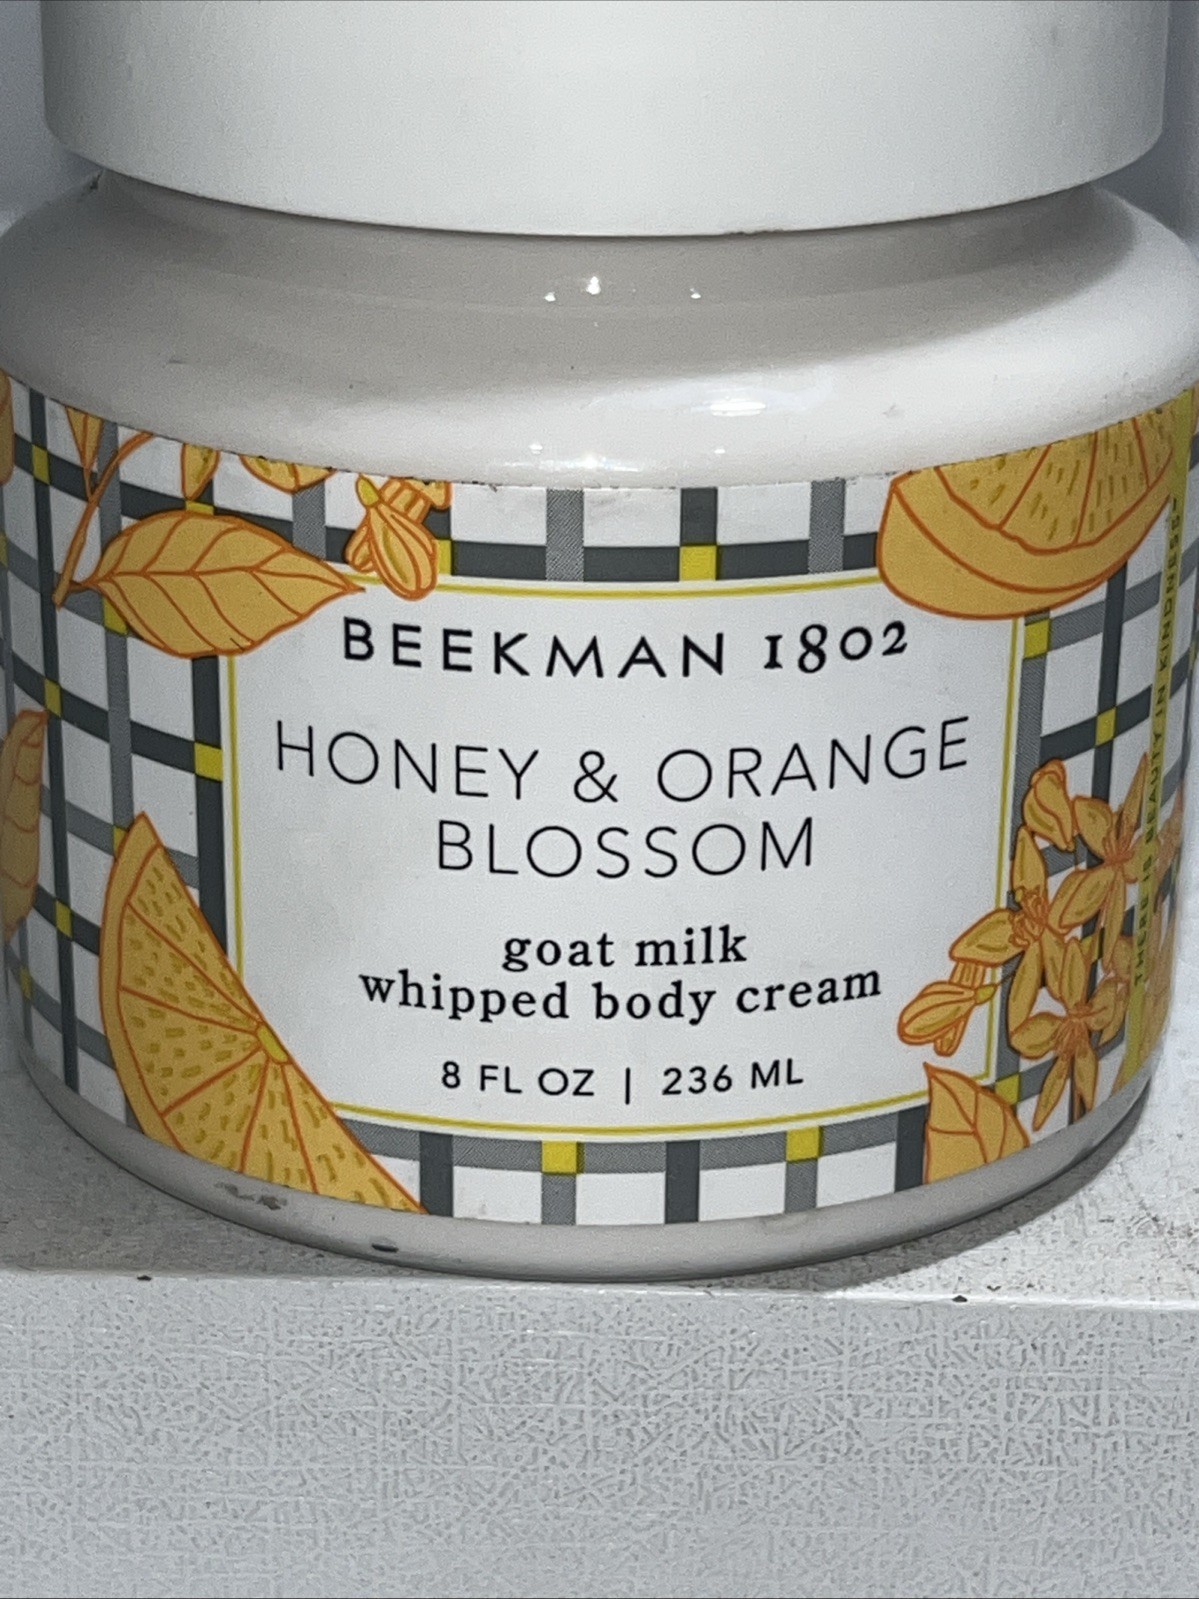 BEEKMAN 1802
HONEY & ORANGE
BLOSSOM
goat milk
whipped body cream
8 FL OZ | 236 ML
THERE IS BEAUTY IN KINDNESS